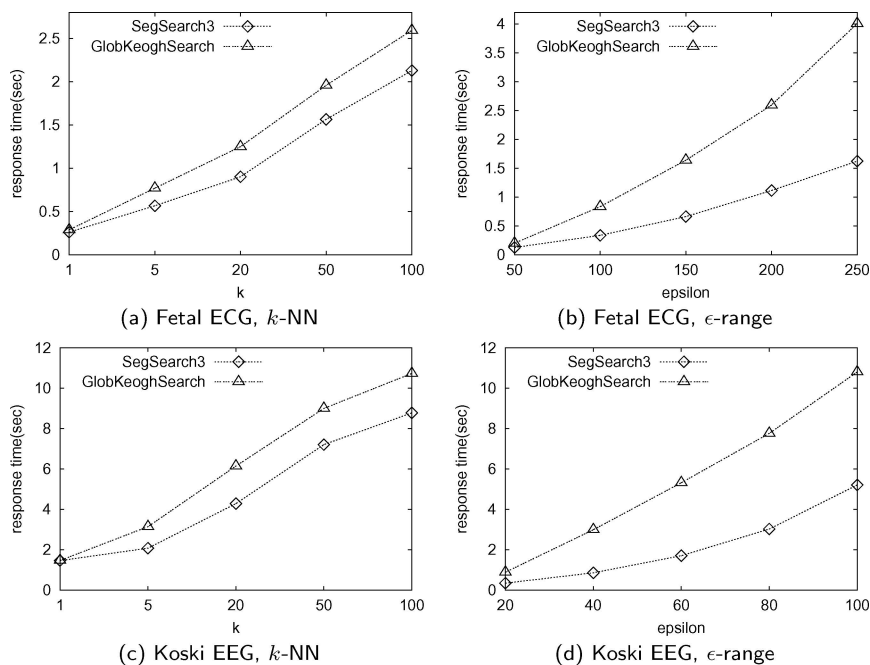 SegSearch3
GlobKeoghSearch
response time(sec)
2.5
2
1.5
1
0.5
0
1 5 20 50 100
k
(a) Fetal ECG, k-NN
SegSearch3
GlobKeoghSearch
response time(sec)
4
3.5
3
2.5
2
1.5
1
0.5
0
50 100 150 200 250
epsilon
(b) Fetal ECG, ϵ-range
SegSearch3
GlobKeoghSearch
response time(sec)
12
10
8
6
4
2
0
1 5 20 50 100
k
(c) Koski EEG, k-NN
SegSearch3
GlobKeoghSearch
response time(sec)
12
10
8
6
4
2
0
20 40 60 80 100
epsilon
(d) Koski EEG, ϵ-range